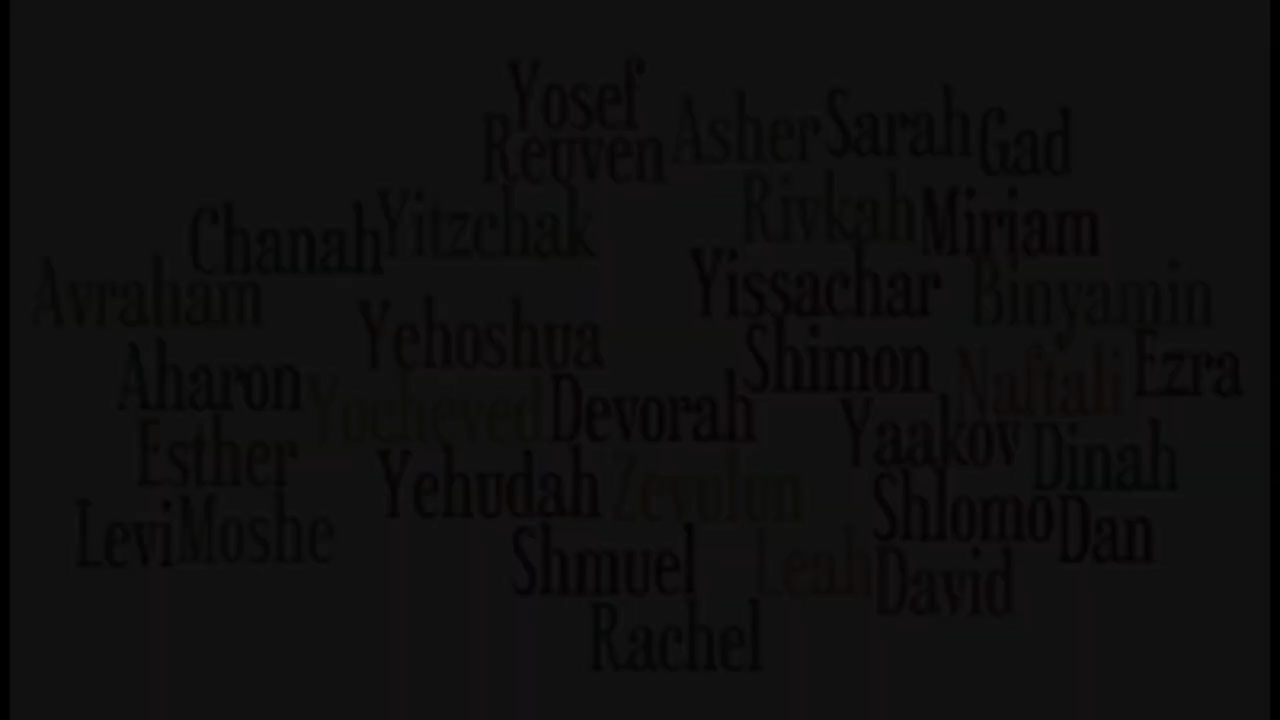 Yosef
Reuven Asher Sarah Gad
Chanah Yitzchak Rivkah Mirjam
Avraham Yehoshua Yissachar Binyamin
Aharon Yocheved Devorah Shimon Naftali Ezra
Esther Yehudah Zevulun Yaakov Dinah
Levi Moshe Shmuel Leah Shlomo Dan
David
Rachel